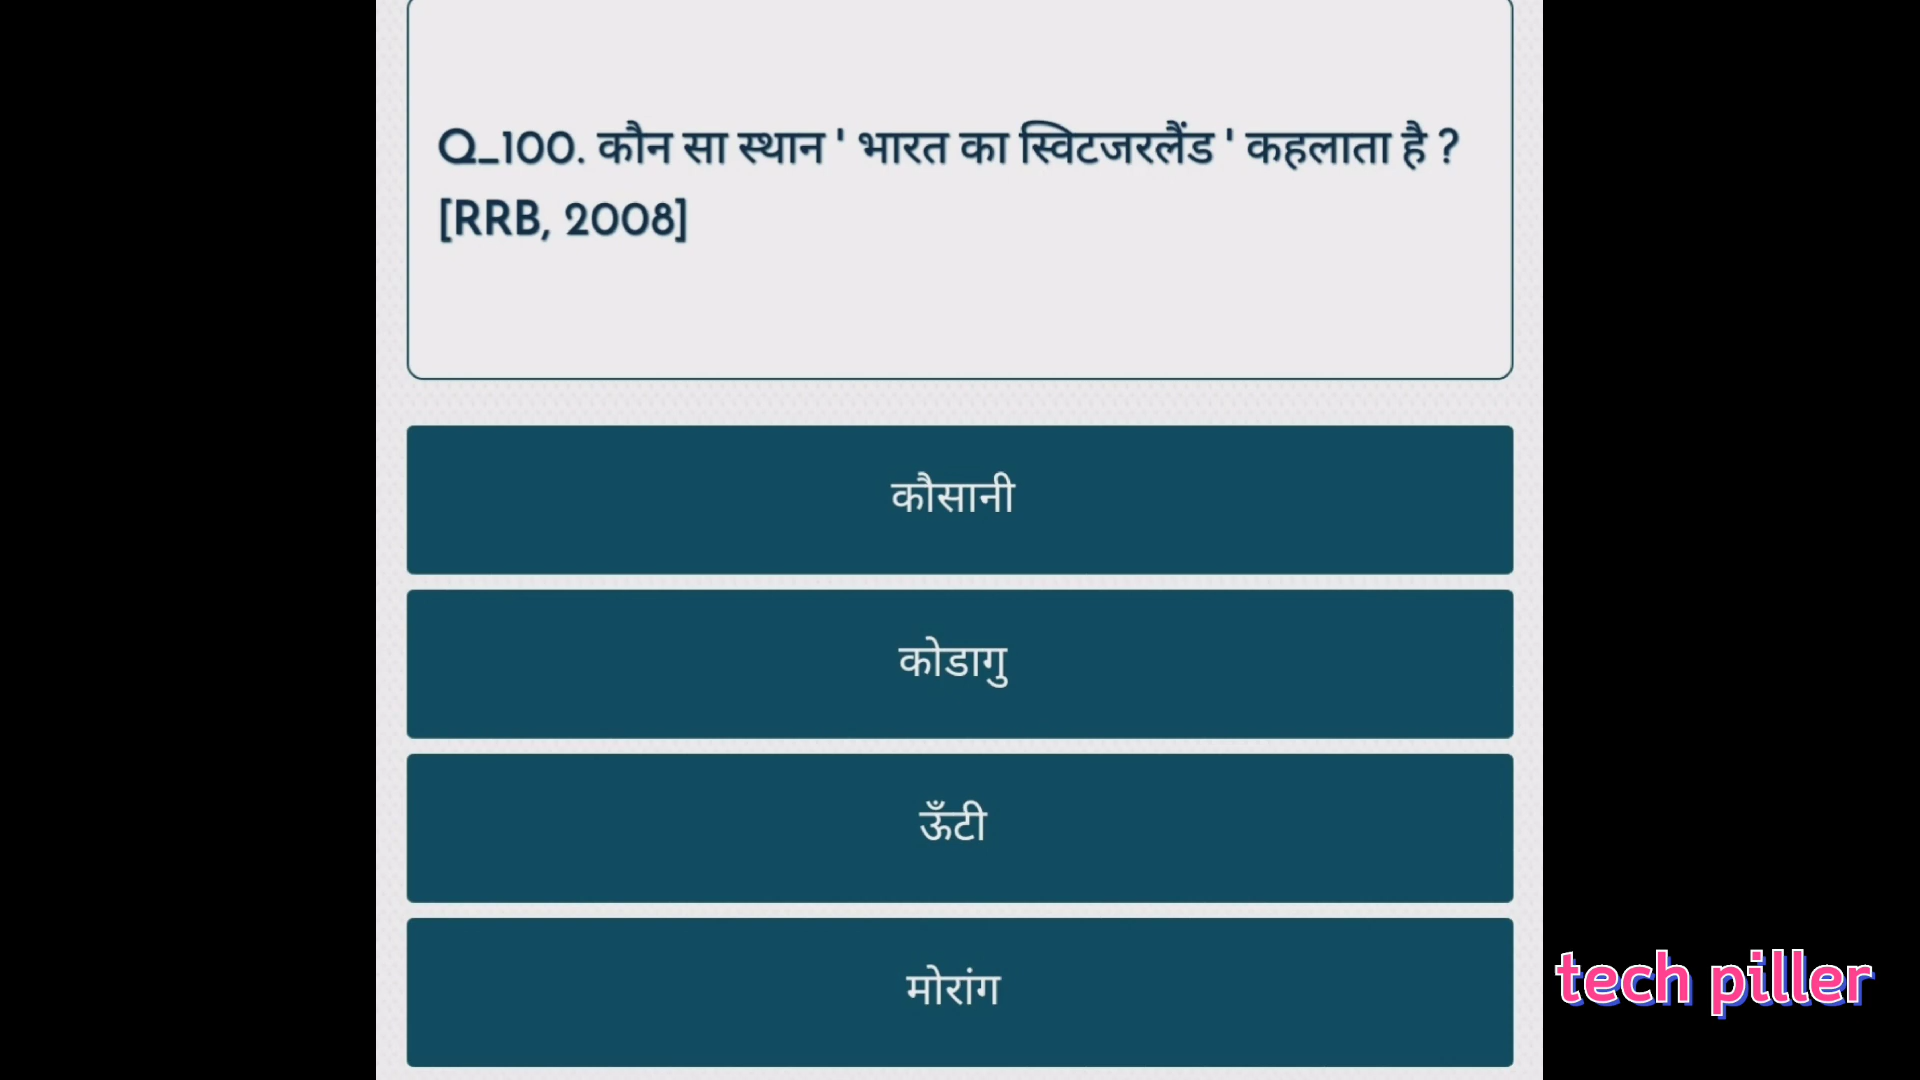 Q_100. कौन सा स्थान ' भारत का स्विटजरलैंड ' कहलाता है ?
[RRB, 2008]
कौसानी
कोडागु
ऊँटी
मोरांग
tech piller